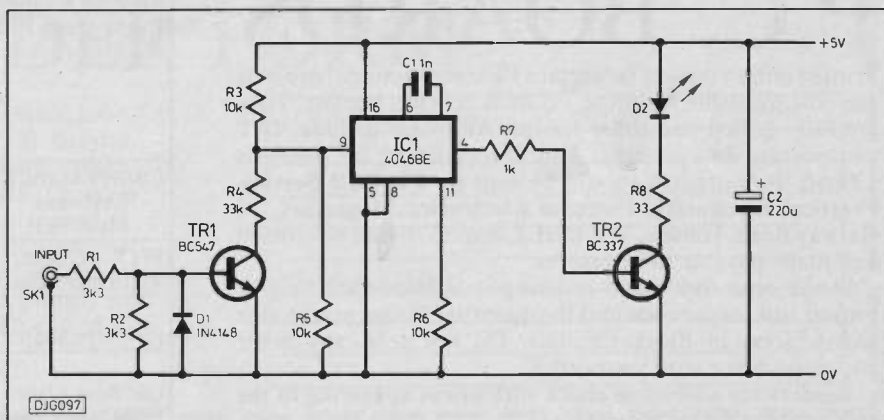 +5V
R3
10k
C1 1n
16
6
7
D2
9
IC1
4046BE
4
R7
1k
R4
33k
5
8
11
R8
33
+
C2
220u
TR1
BC547
TR2
BC337
INPUT
SK1
R1
3k3
R2
3k3
D1
1N4148
R5
10k
R6
10k
0V
DJG097